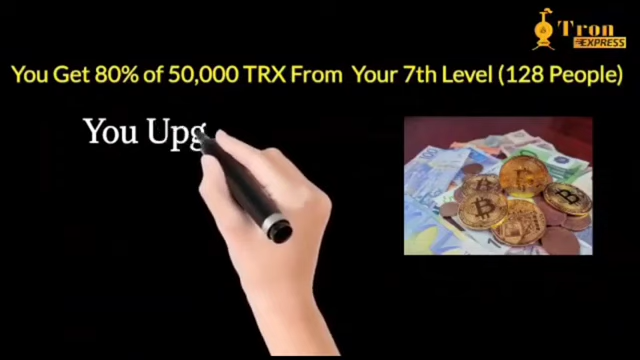 Tron
EXPRESS
You Get 80% of 50,000 TRX From Your 7th Level (128 People)
You Upg